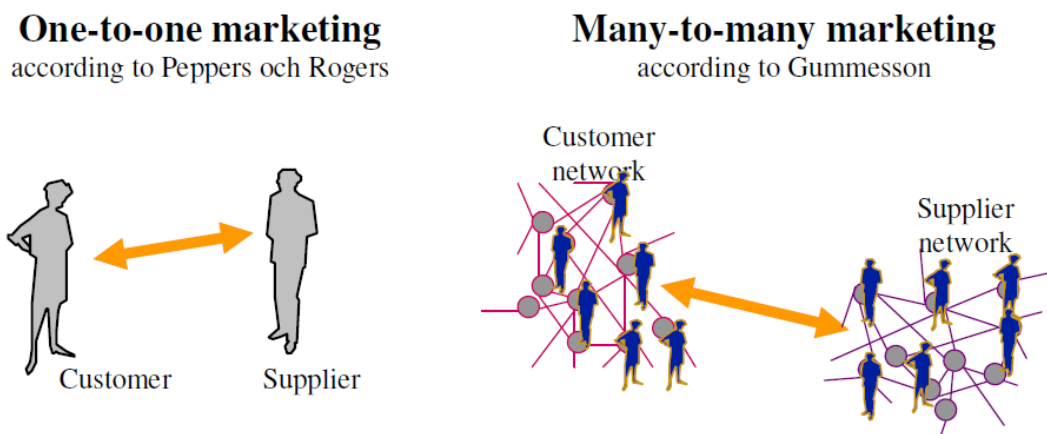 One-to-one marketing
according to Peppers och Rogers
Customer
Supplier
Many-to-many marketing
according to Gummesson
Customer
network
Supplier
network